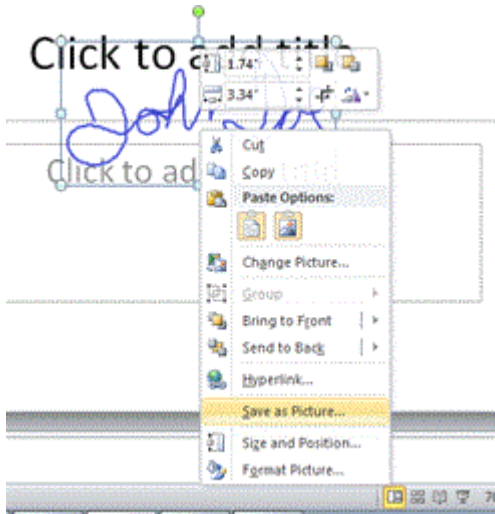 Click to add title
1.74"
3.34"
Click to ad
Cut
Copy
Paste Options:
Change Picture...
Group
Bring to Front
Send to Back
Hyperlink...
Save as Picture...
Size and Position...
Format Picture...